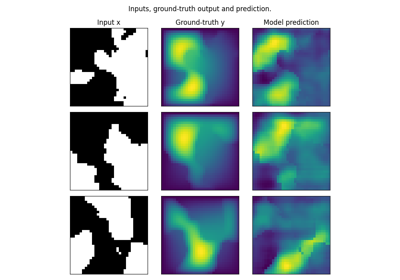 Inputs, ground-truth output and prediction.
Input x
Ground-truth y
Model prediction